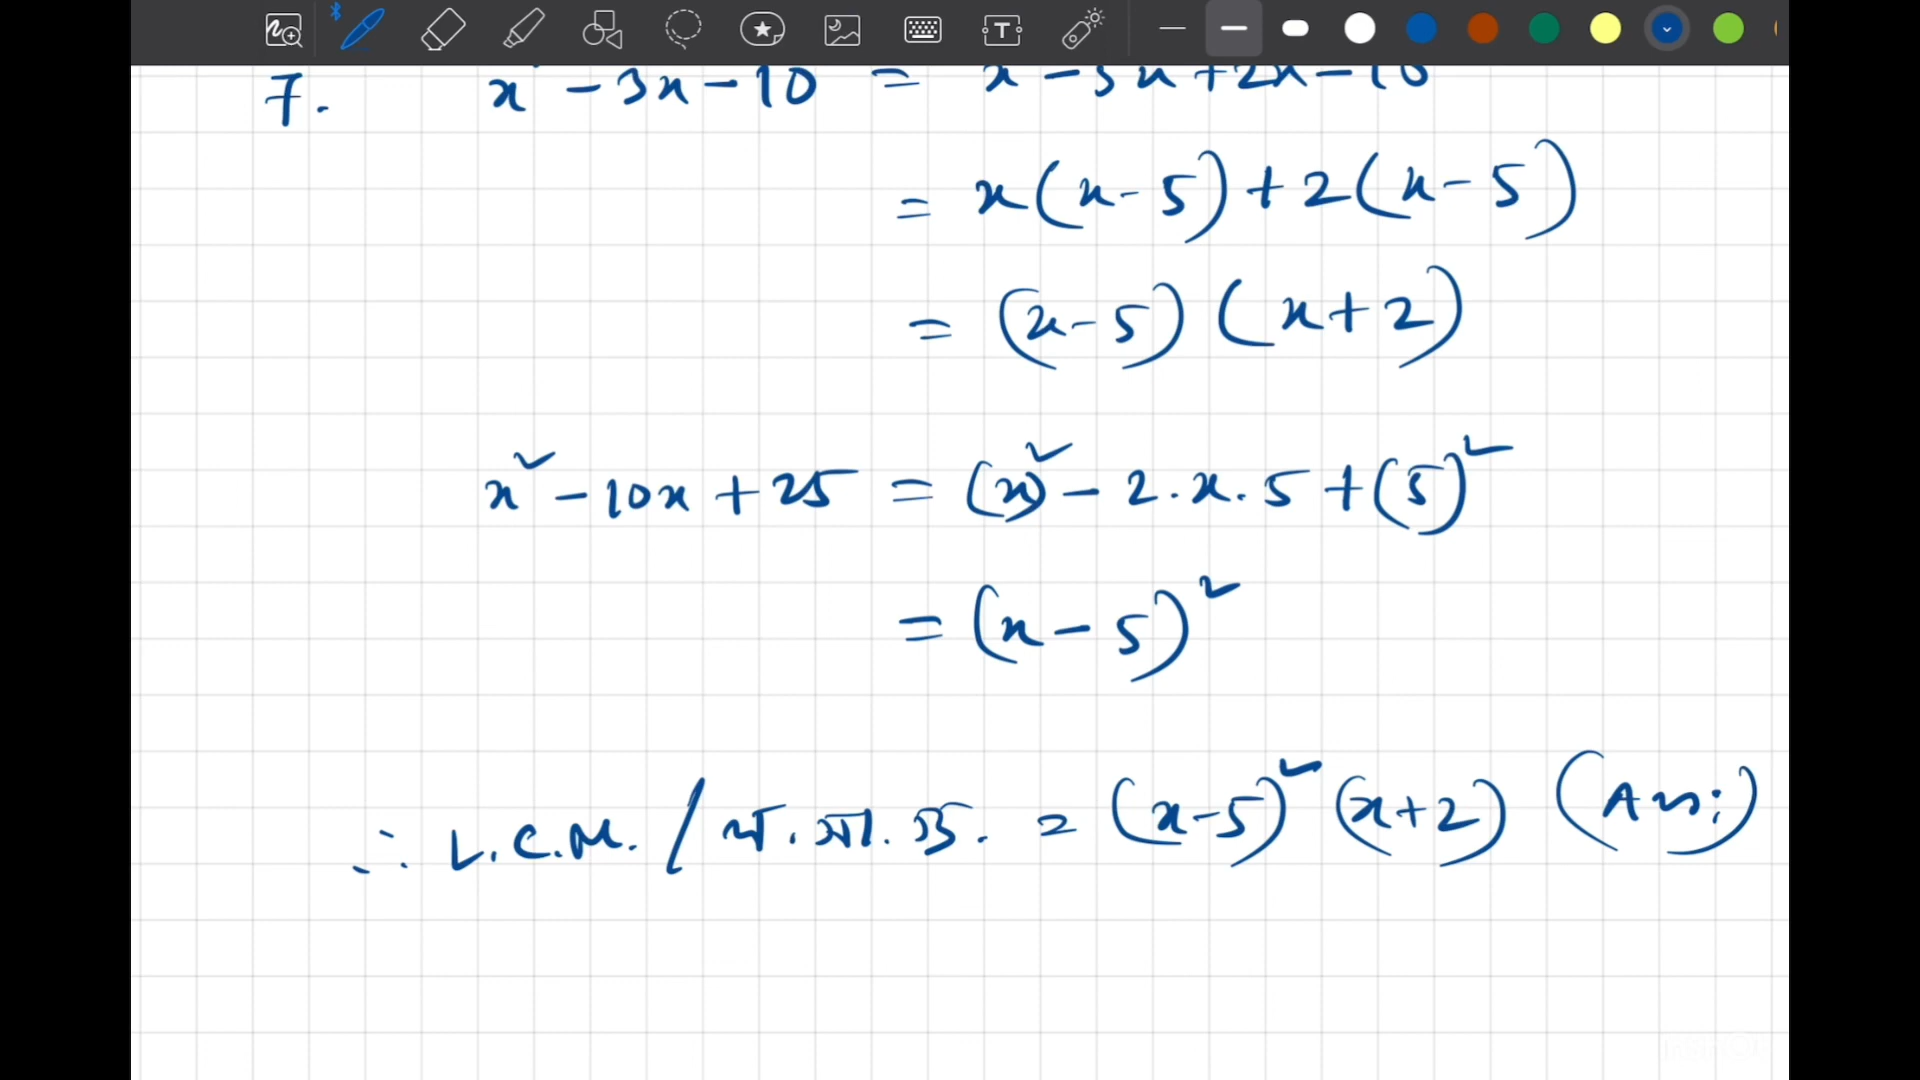 7. x² - 3x - 10 = x² - 5x + 2x - 10
= x(x-5) + 2(x-5)
= (x-5) (x+2)
x² - 10x + 25 = (x)² - 2.x.5 + (5)²
= (x-5)²
∴ L.C.M. / ল.সা.গু. = (x-5)² (x+2) (Ans:)